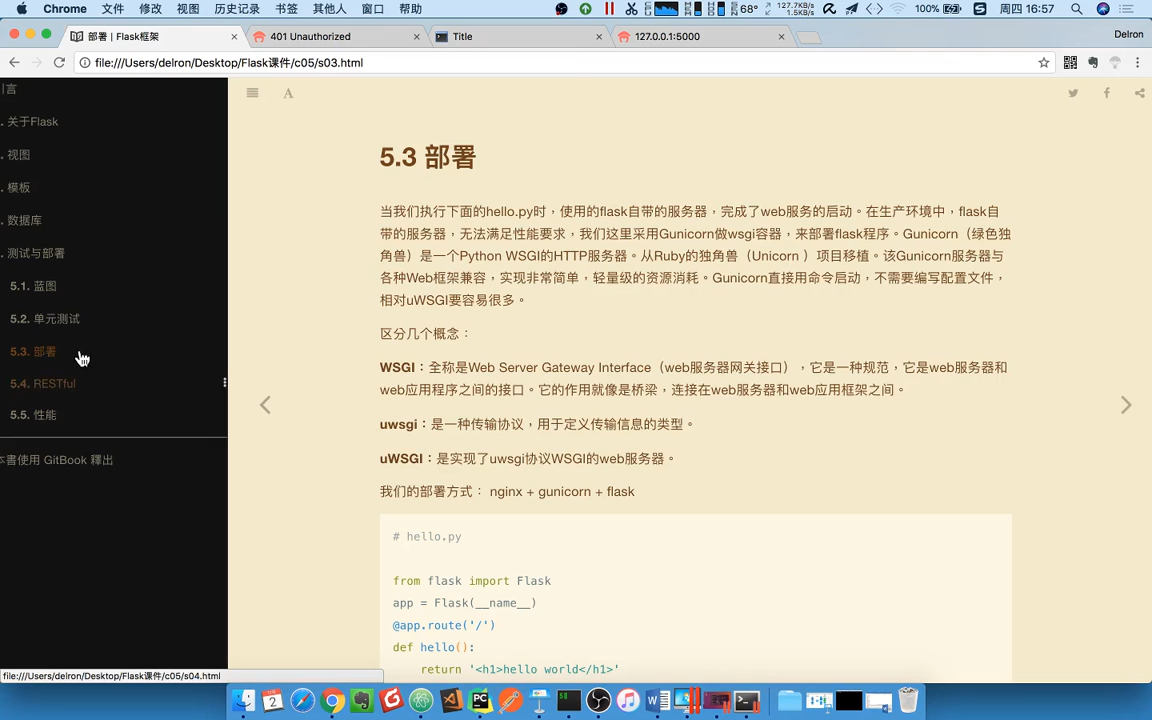 Chrome 文件 修改 视图 历史记录 书签 其他人 窗口 帮助 68° 127.7KB/s 1.5KB/s 100% 周四 16:57
部署 | Flask框架 401 Unauthorized Title 127.0.0.1:5000 Delron
file:///Users/delron/Desktop/Flask课件/c05/s03.html
言
. 关于Flask
. 视图
. 模板
. 数据库
. 测试与部署
5.1. 蓝图
5.2. 单元测试
5.3. 部署
5.4. RESTful
5.5. 性能
本書使用 GitBook 釋出
A
5.3 部署
当我们执行下面的hello.py时，使用的flask自带的服务器，完成了web服务的启动。在生产环境中，flask自
带的服务器，无法满足性能要求，我们这里采用Gunicorn做wsgi容器，来部署flask程序。Gunicorn（绿色独
角兽）是一个Python WSGI的HTTP服务器。从Ruby的独角兽（Unicorn ）项目移植。该Gunicorn服务器与
各种Web框架兼容，实现非常简单，轻量级的资源消耗。Gunicorn直接用命令启动，不需要编写配置文件，
相对uWSGI要容易很多。
区分几个概念：
WSGI：全称是Web Server Gateway Interface（web服务器网关接口），它是一种规范，它是web服务器和
web应用程序之间的接口。它的作用就像是桥梁，连接在web服务器和web应用框架之间。
uwsgi：是一种传输协议，用于定义传输信息的类型。
uWSGI：是实现了uwsgi协议WSGI的web服务器。
我们的部署方式： nginx + gunicorn + flask
# hello.py
from flask import Flask
app = Flask(__name__)
@app.route('/')
def hello():
return '<h1>hello world</h1>'
file:///Users/delron/Desktop/Flask课件/c05/s04.html